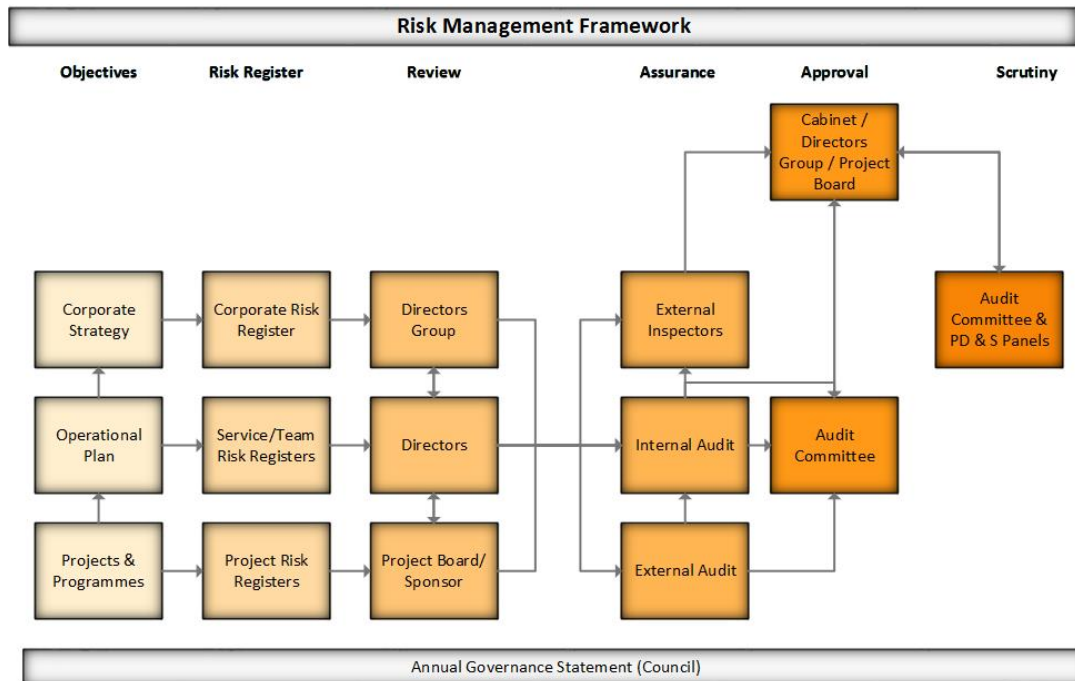 Risk Management Framework
Objectives
Risk Register
Review
Assurance
Approval
Scrutiny
Cabinet /
Directors
Group / Project
Board
Corporate
Strategy
Corporate Risk
Register
Directors
Group
External
Inspectors
Audit
Committee &
PD & S Panels
Operational
Plan
Service/Team
Risk Registers
Directors
Internal Audit
Audit
Committee
Projects &
Programmes
Project Risk
Registers
Project Board/
Sponsor
External Audit
Annual Governance Statement (Council)